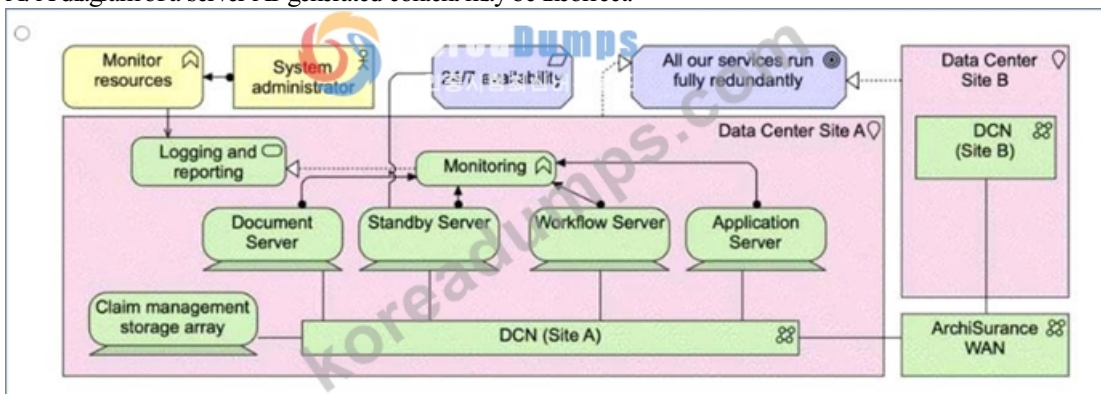 Monitor
resources
System
administrator
24/7 availability
All our services run
fully redundantly
Data Center
Site B
Data Center Site A
DCN
(Site B)
Logging and
reporting
Monitoring
Document
Server
Standby Server
Workflow Server
Application
Server
Claim management
storage array
DCN (Site A)
ArchiSurance
WAN
koreadumps.com